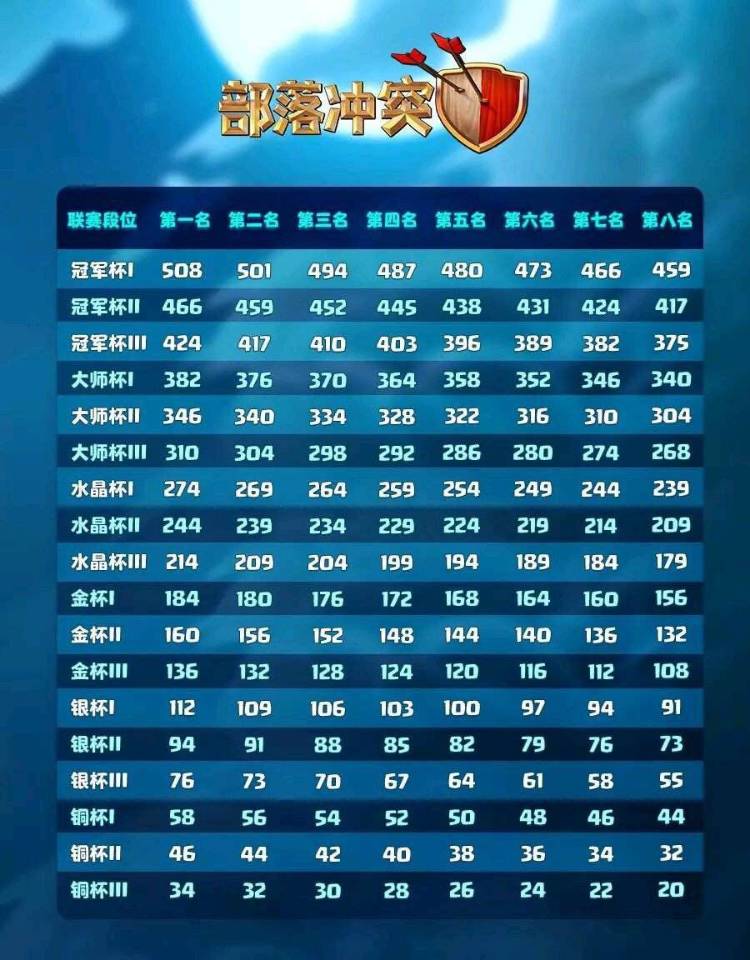 部落冲突
联赛段位 第一名 第二名 第三名 第四名 第五名 第六名 第七名 第八名
冠军杯I 508 501 494 487 480 473 466 459
冠军杯II 466 459 452 445 438 431 424 417
冠军杯III 424 417 410 403 396 389 382 375
大师杯I 382 376 370 364 358 352 346 340
大师杯II 346 340 334 328 322 316 310 304
大师杯III 310 304 298 292 286 280 274 268
水晶杯I 274 269 264 259 254 249 244 239
水晶杯II 244 239 234 229 224 219 214 209
水晶杯III 214 209 204 199 194 189 184 179
金杯I 184 180 176 172 168 164 160 156
金杯II 160 156 152 148 144 140 136 132
金杯III 136 132 128 124 120 116 112 108
银杯I 112 109 106 103 100 97 94 91
银杯II 94 91 88 85 82 79 76 73
银杯III 76 73 70 67 64 61 58 55
铜杯I 58 56 54 52 50 48 46 44
铜杯II 46 44 42 40 38 36 34 32
铜杯III 34 32 30 28 26 24 22 20